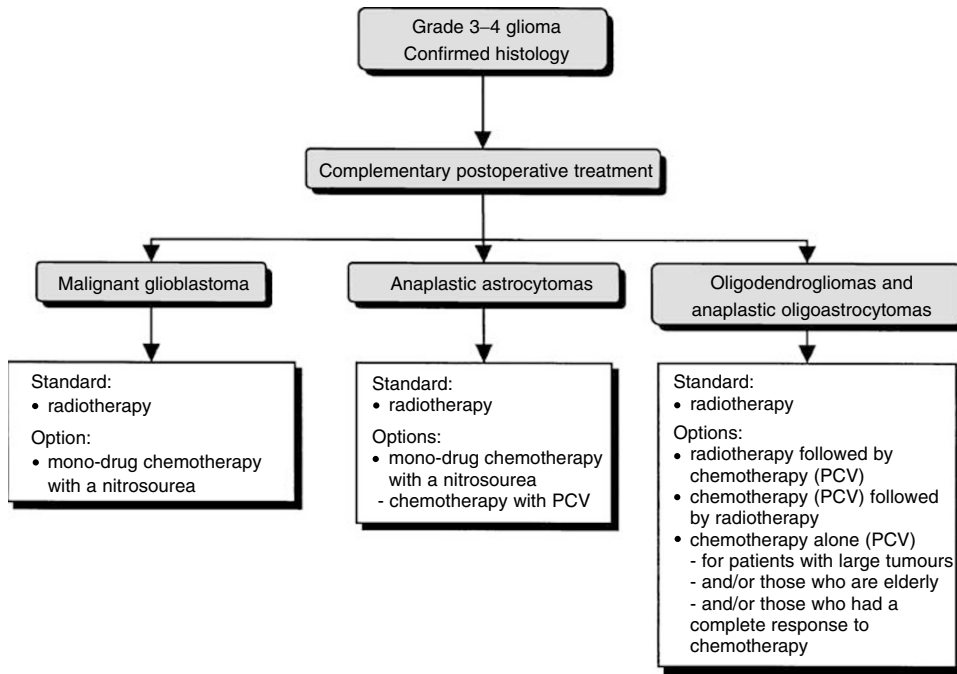 Grade 3–4 glioma
Confirmed histology
Complementary postoperative treatment
Malignant glioblastoma
Anaplastic astrocytomas
Oligodendrogliomas and
anaplastic oligoastrocytomas
Standard:
• radiotherapy
Option:
• mono-drug chemotherapy
with a nitrosourea
Standard:
• radiotherapy
Options:
• mono-drug chemotherapy
with a nitrosourea
- chemotherapy with PCV
Standard:
• radiotherapy
Options:
• radiotherapy followed by
chemotherapy (PCV)
• chemotherapy (PCV) followed
by radiotherapy
• chemotherapy alone (PCV)
- for patients with large tumours
- and/or those who are elderly
- and/or those who had a
complete response to
chemotherapy